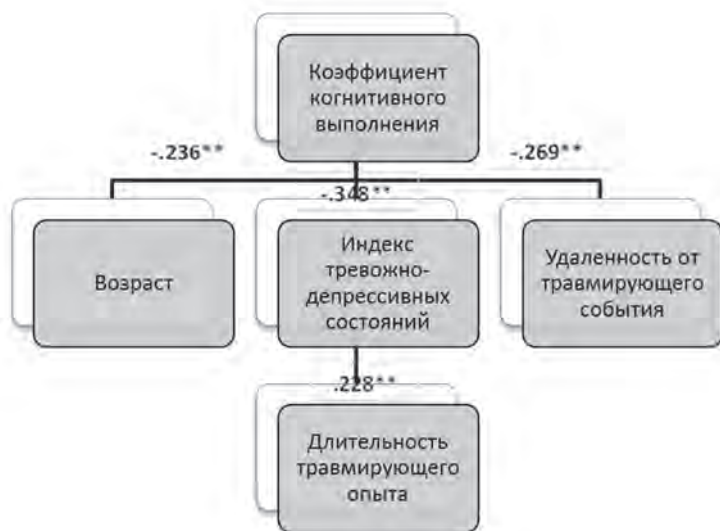 Коэффициент
когнитивного
выполнения
-.236**
-.348**
-.269**
Возраст
Индекс
тревожно-
депрессивных
состояний
Удаленность от
травмирующего
события
.228**
Длительность
травмирующего
опыта